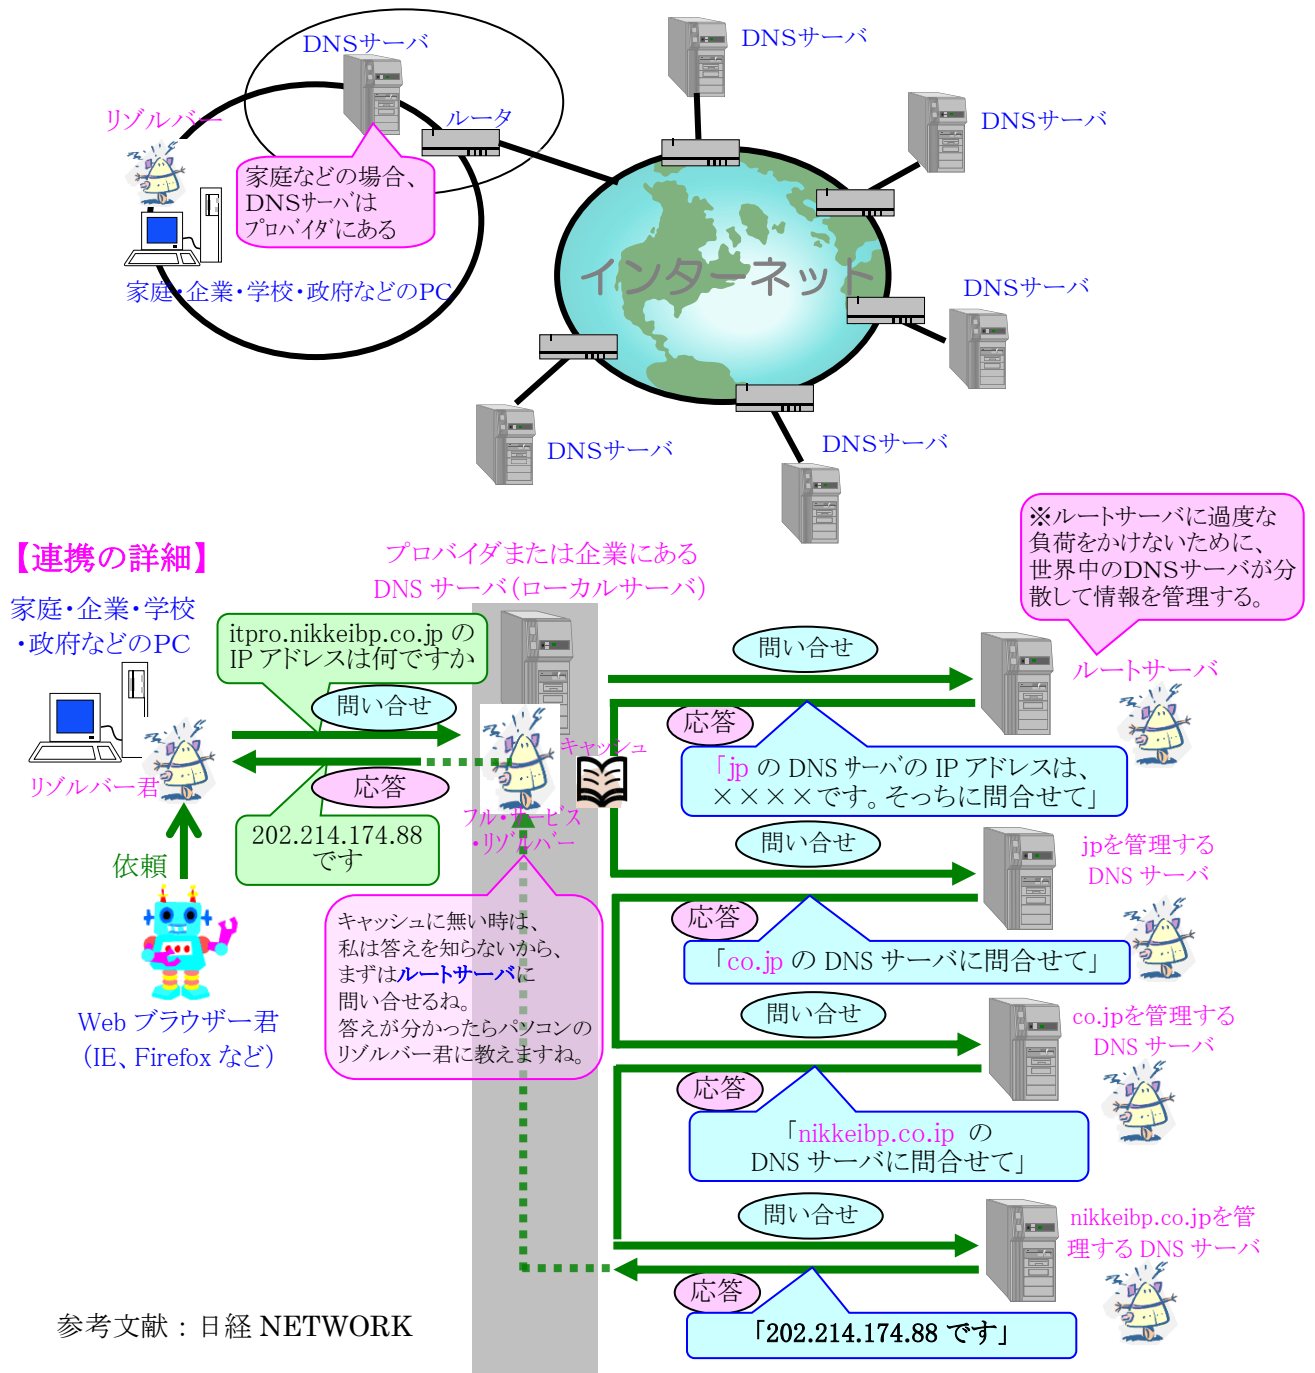 DNSサーバ
DNSサーバ
リゾルバー
ルータ
DNSサーバ
家庭などの場合、
DNSサーバは
プロバイダにある
インターネット
家庭・企業・学校・政府などのPC
DNSサーバ
DNSサーバ
DNSサーバ
【連携の詳細】
プロバイダまたは企業にある
DNS サーバ(ローカルサーバ)
※ルートサーバに過度な
負荷をかけないために、
世界中のDNSサーバが分
散して情報を管理する。
家庭・企業・学校
・政府などのPC
itpro.nikkeibp.co.jp の
IP アドレスは何ですか
問い合せ
ルートサーバ
問い合せ
応答
キャッシュ
「jp の DNS サーバの IP アドレスは、
××××です。そっちに問合せて」
リゾルバー君
応答
フル・サービス
・リゾルバー
202.214.174.88
です
問い合せ
jpを管理する
DNS サーバ
依頼
応答
「co.jp の DNS サーバに問合せて」
キャッシュに無い時は、
私は答えを知らないから、
まずはルートサーバに
問い合せるね。
答えが分かったらパソコンの
リゾルバー君に教えますね。
Web ブラウザー君
(IE、Firefox など)
問い合せ
co.jpを管理する
DNS サーバ
応答
「nikkeibp.co.ip の
DNS サーバに問合せて」
問い合せ
nikkeibp.co.jpを管
理する DNS サーバ
応答
「202.214.174.88 です」
参考文献：日経 NETWORK